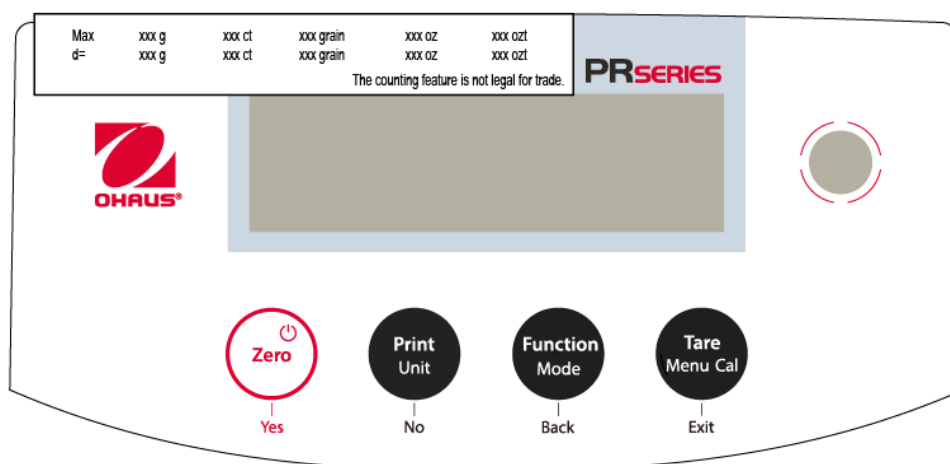 Max xxx g xxx ct xxx grain xxx oz xxx ozt
d= xxx g xxx ct xxx grain xxx oz xxx ozt
The counting feature is not legal for trade.
PRSERIES
OHAUS®
Zero
Print
Unit
Function
Mode
Tare
Menu Cal
Yes
No
Back
Exit